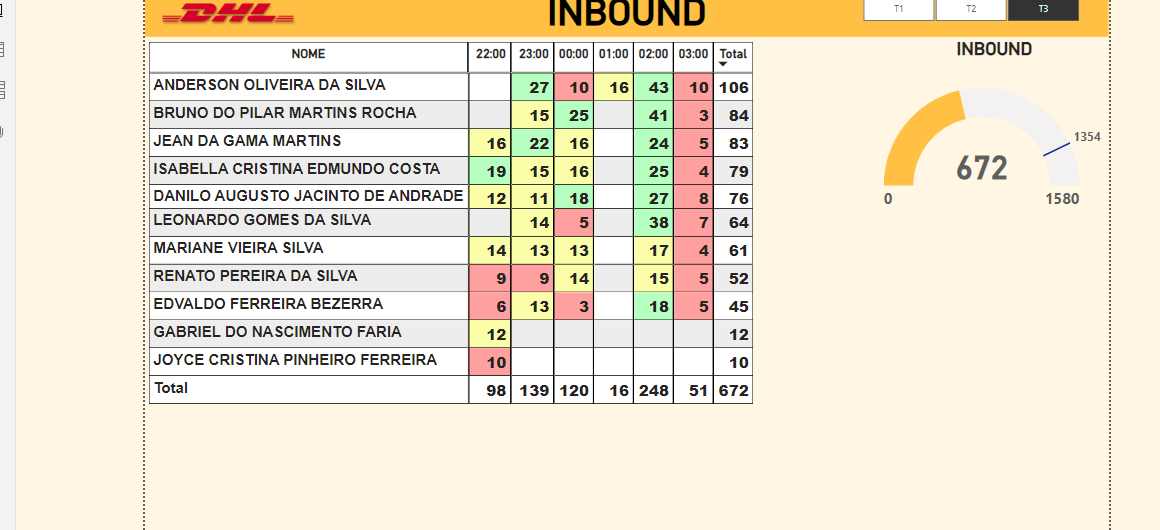 DHL INBOUND T1 T2 T3
NOME 22:00 23:00 00:00 01:00 02:00 03:00 Total
ANDERSON OLIVEIRA DA SILVA 27 10 16 43 10 106
BRUNO DO PILAR MARTINS ROCHA 15 25 41 3 84
JEAN DA GAMA MARTINS 16 22 16 24 5 83
ISABELLA CRISTINA EDMUNDO COSTA 19 15 16 25 4 79
DANILO AUGUSTO JACINTO DE ANDRADE 12 11 18 27 8 76
LEONARDO GOMES DA SILVA 14 5 38 7 64
MARIANE VIEIRA SILVA 14 13 13 17 4 61
RENATO PEREIRA DA SILVA 9 9 14 15 5 52
EDVALDO FERREIRA BEZERRA 6 13 3 18 5 45
GABRIEL DO NASCIMENTO FARIA 12 12
JOYCE CRISTINA PINHEIRO FERREIRA 10 10
Total 98 139 120 16 248 51 672
INBOUND
1354
672
0 1580